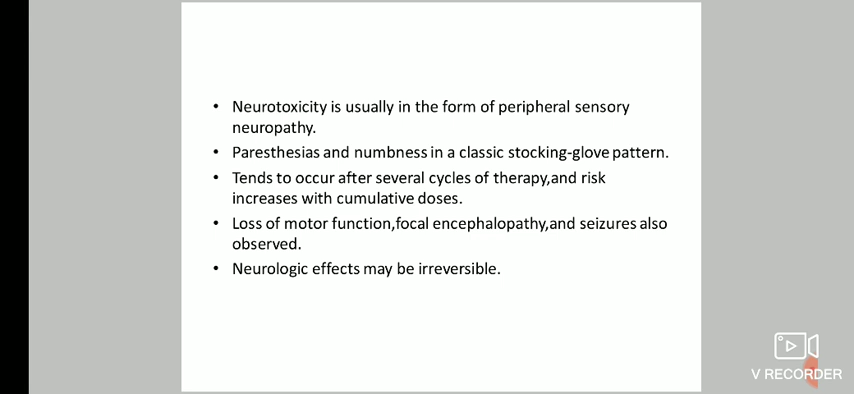 • Neurotoxicity is usually in the form of peripheral sensory
neuropathy.
• Paresthesias and numbness in a classic stocking-glove pattern.
• Tends to occur after several cycles of therapy,and risk
increases with cumulative doses.
• Loss of motor function,focal encephalopathy,and seizures also
observed.
• Neurologic effects may be irreversible.
V RECORDER